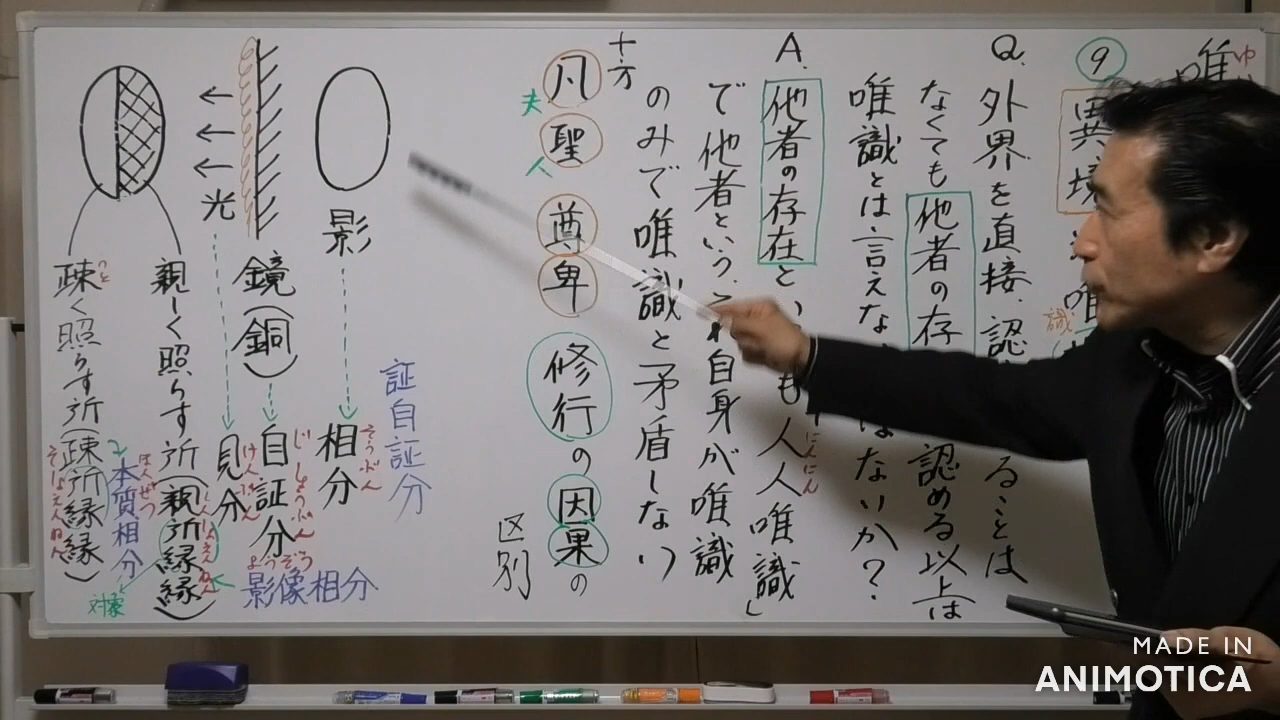 唯
ゆい
9
異境
唯
識
Q.
外界を直接、認
ることは
なくても他者の存
認める以上は
唯識とは言えな
はないか?
A.
他者の存在とい
も人人唯識」
にんにん
で他者という、
れ自身が唯識
のみで唯識と矛盾しない
十方
凡聖 尊卑 修行の因果の
夫
人
区別
証自証分
影
相分
そうぶん
鏡(銅)
自証分
じしょうぶん
影像相分
ようぞう
光
見分
けんぶん
親しく照らす所(親所縁縁)
しんしょえんねん
本質相分
ほんぜつ
対象
疎く照らす所(疎所縁縁)
うと
そしょえんねん
MADE IN
ANIMOTICA